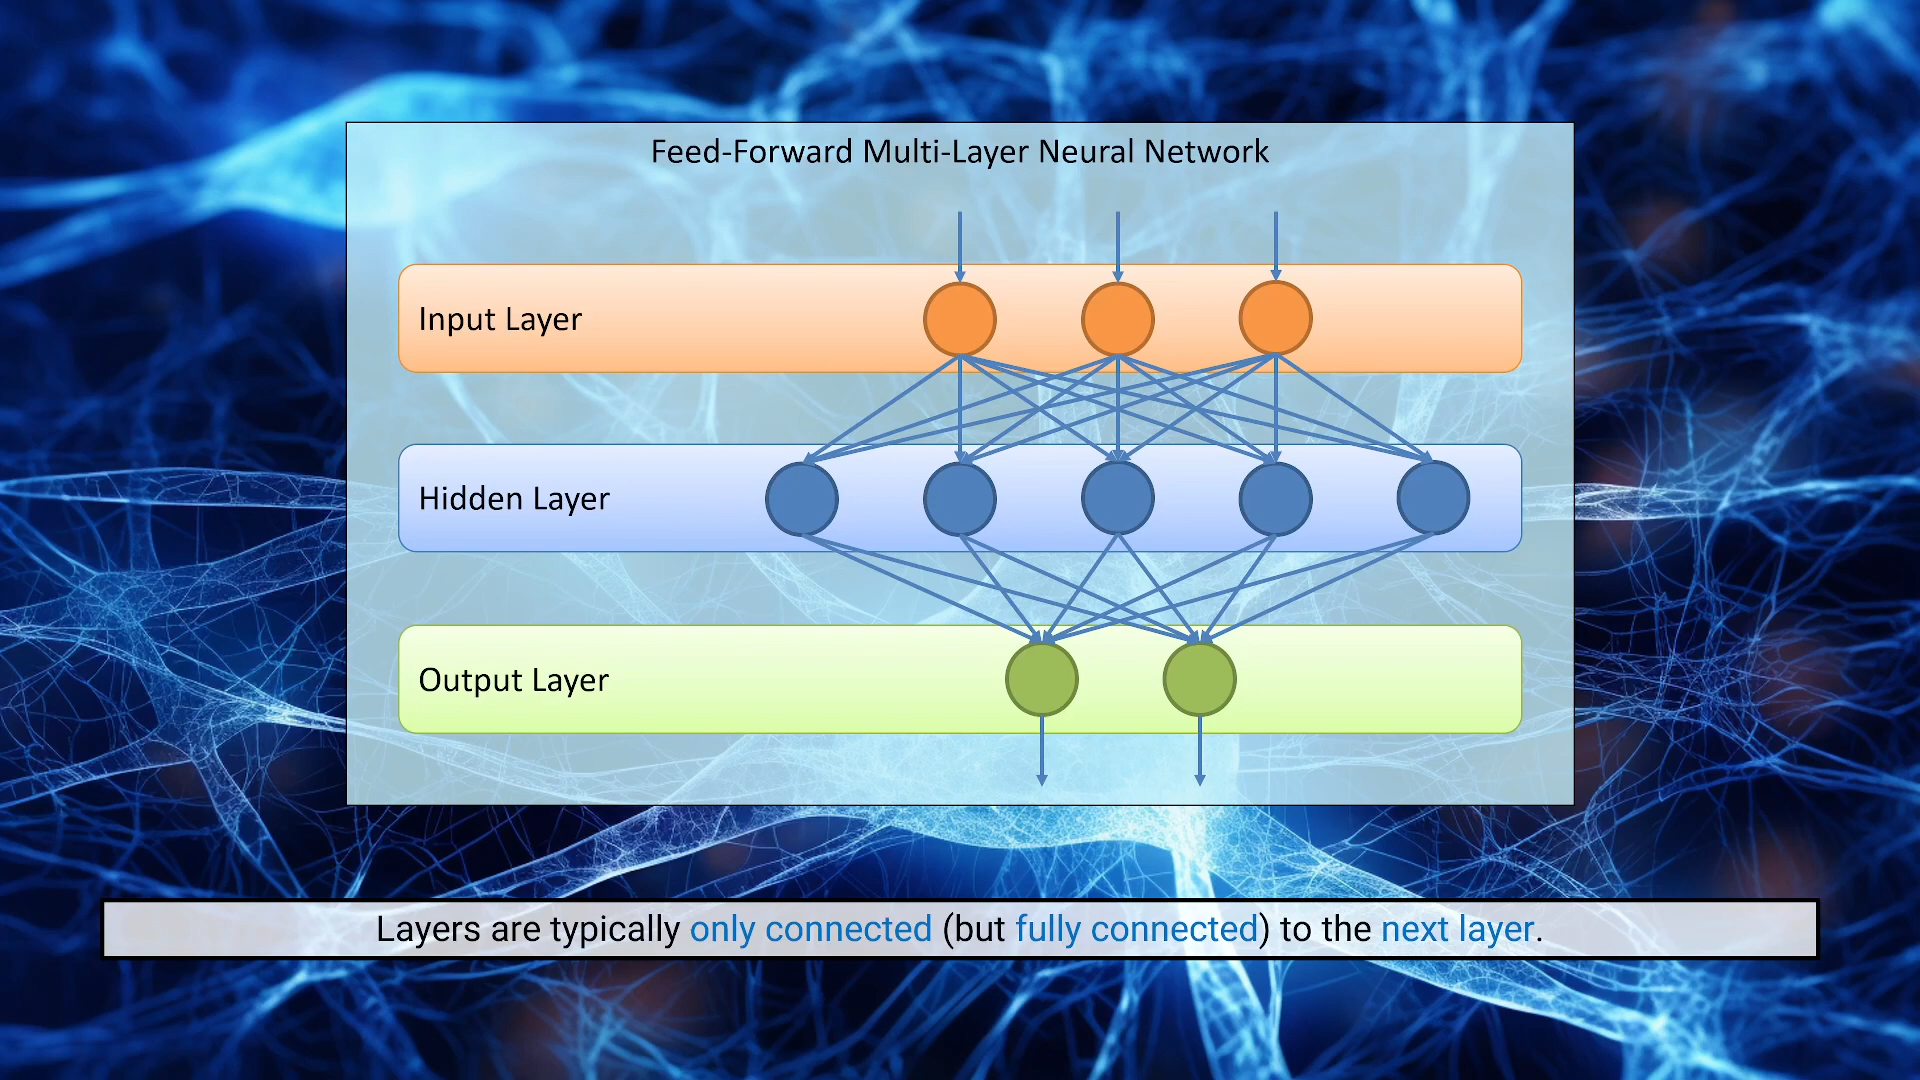 Feed-Forward Multi-Layer Neural Network
Input Layer
Hidden Layer
Output Layer
Layers are typically only connected (but fully connected) to the next layer.